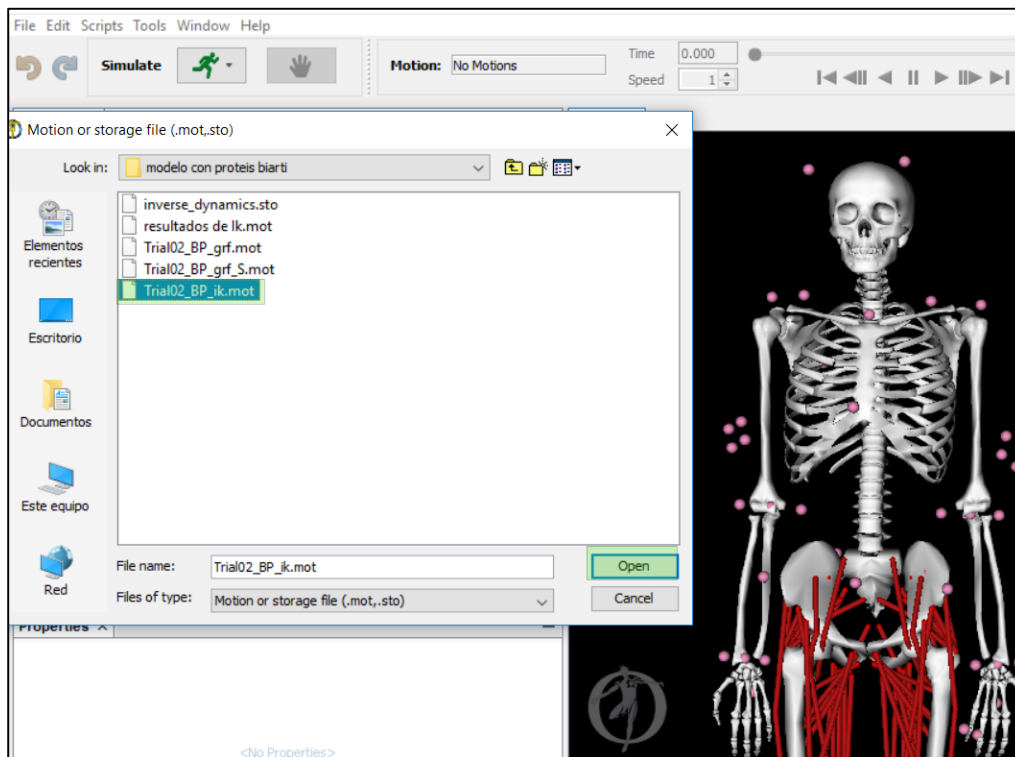 File Edit Scripts Tools Window Help
Simulate
Motion: No Motions
Time 0.000
Speed 1
Motion or storage file (.mot,.sto)
Look in: modelo con proteis biarti
Elementos recientes
Escritorio
Documentos
Este equipo
Red
inverse_dynamics.sto
resultados de Ik.mot
Trial02_BP_grf.mot
Trial02_BP_grf_S.mot
Trial02_BP_ik.mot
File name: Trial02_BP_ik.mot Open
Files of type: Motion or storage file (.mot,.sto) Cancel
Properties
<No Properties>